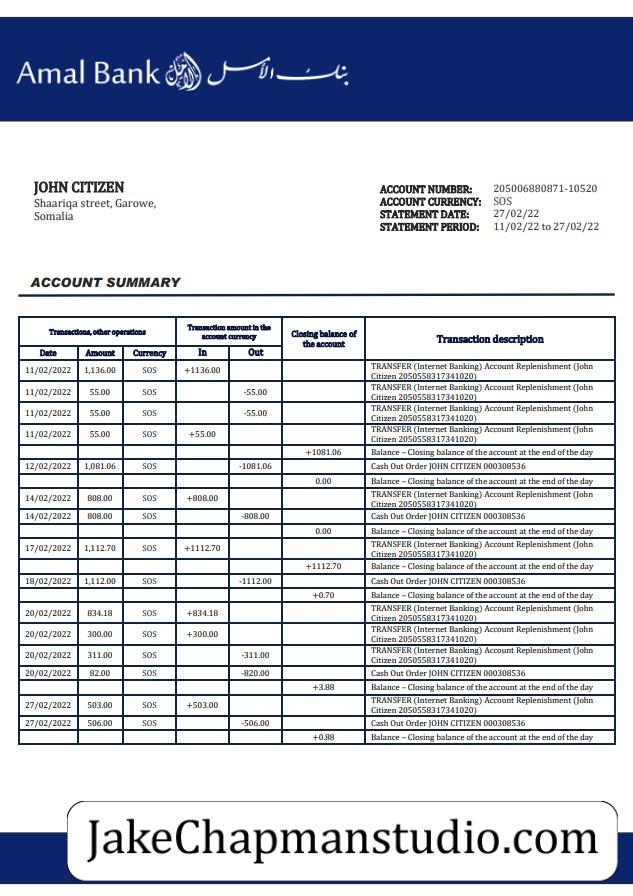 Amal Bank بنك الأمل
JOHN CITIZEN
Shaariqa street, Garowe,
Somalia
ACCOUNT NUMBER: 205006880871-10520
ACCOUNT CURRENCY: SOS
STATEMENT DATE: 27/02/22
STATEMENT PERIOD: 11/02/22 to 27/02/22
ACCOUNT SUMMARY
Transactions, other operations
Transaction amount in the
account currency
Closing balance of
the account
Transaction description
Date Amount Currency In Out
11/02/2022 1,136.00 SOS +1136.00 TRANSFER (Internet Banking) Account Replenishment (John
Citizen 2050558317341020)
11/02/2022 55.00 SOS -55.00 TRANSFER (Internet Banking) Account Replenishment (John
Citizen 2050558317341020)
11/02/2022 55.00 SOS -55.00 TRANSFER (Internet Banking) Account Replenishment (John
Citizen 2050558317341020)
11/02/2022 55.00 SOS +55.00 TRANSFER (Internet Banking) Account Replenishment (John
Citizen 2050558317341020)
+1081.06 Balance – Closing balance of the account at the end of the day
12/02/2022 1,081.06 SOS -1081.06 Cash Out Order JOHN CITIZEN 000308536
0.00 Balance – Closing balance of the account at the end of the day
14/02/2022 808.00 SOS +808.00 TRANSFER (Internet Banking) Account Replenishment (John
Citizen 2050558317341020)
14/02/2022 808.00 SOS -808.00 Cash Out Order JOHN CITIZEN 000308536
0.00 Balance – Closing balance of the account at the end of the day
17/02/2022 1,112.70 SOS +1112.70 TRANSFER (Internet Banking) Account Replenishment (John
Citizen 2050558317341020)
+1112.70 Balance – Closing balance of the account at the end of the day
18/02/2022 1,112.00 SOS -1112.00 Cash Out Order JOHN CITIZEN 000308536
+0.70 Balance – Closing balance of the account at the end of the day
20/02/2022 834.18 SOS +834.18 TRANSFER (Internet Banking) Account Replenishment (John
Citizen 2050558317341020)
20/02/2022 300.00 SOS +300.00 TRANSFER (Internet Banking) Account Replenishment (John
Citizen 2050558317341020)
20/02/2022 311.00 SOS -311.00 TRANSFER (Internet Banking) Account Replenishment (John
Citizen 2050558317341020)
20/02/2022 82.00 SOS -820.00 Cash Out Order JOHN CITIZEN 000308536
+3.88 Balance – Closing balance of the account at the end of the day
27/02/2022 503.00 SOS +503.00 TRANSFER (Internet Banking) Account Replenishment (John
Citizen 2050558317341020)
27/02/2022 506.00 SOS -506.00 Cash Out Order JOHN CITIZEN 000308536
+0.88 Balance – Closing balance of the account at the end of the day
JakeChapmanstudio.com